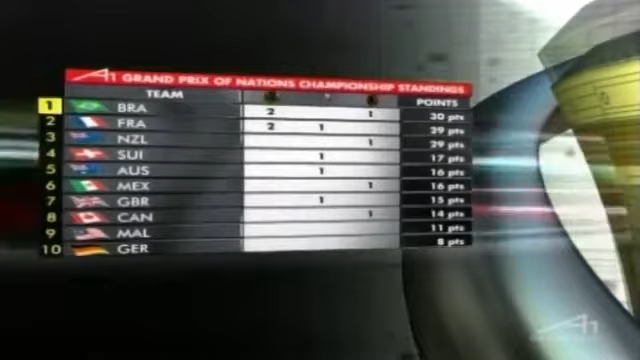 A1 GRAND PRIX OF NATIONS CHAMPIONSHIP STANDINGS
TEAM POINTS
1 BRA 2 1 30 pts
2 FRA 2 1 29 pts
3 NZL 1 29 pts
4 SUI 1 17 pts
5 AUS 1 16 pts
6 MEX 1 16 pts
7 GBR 1 15 pts
8 CAN 1 14 pts
9 MAL 11 pts
10 GER 8 pts
A1